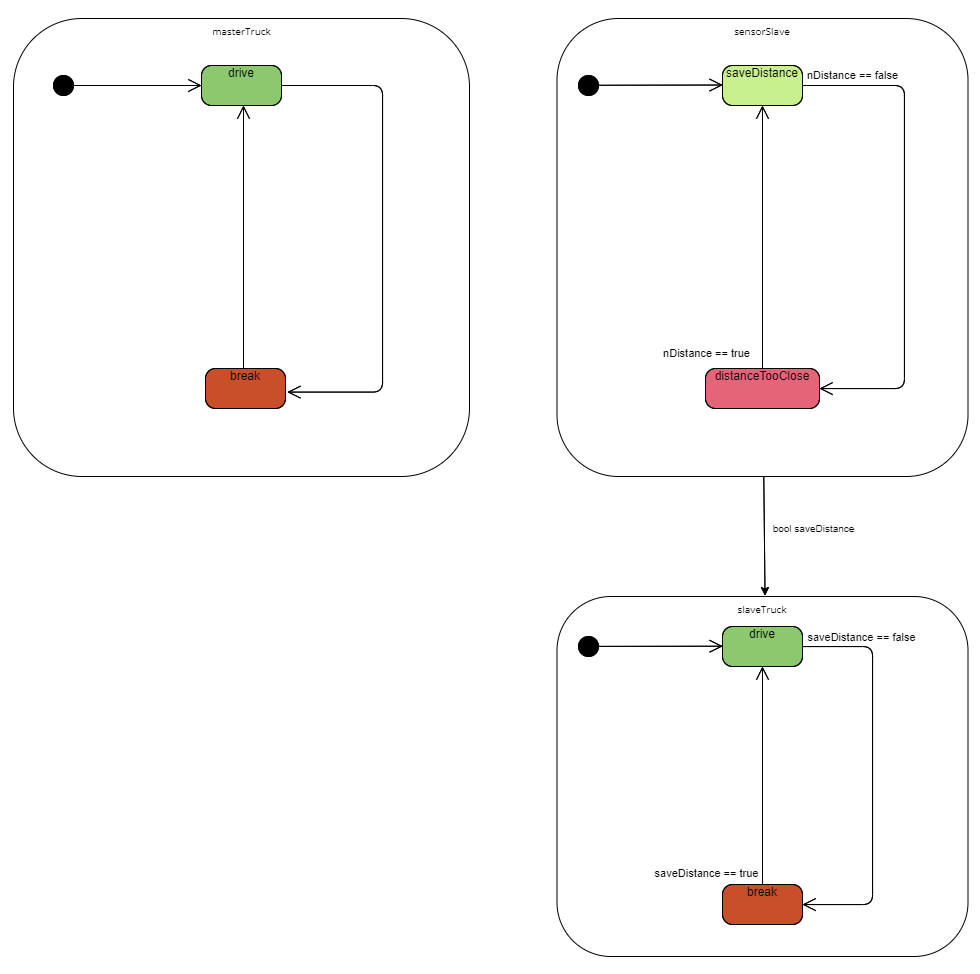 masterTruck
drive
break
sensorSlave
saveDistance
nDistance == false
nDistance == true
distanceTooClose
bool saveDistance
slaveTruck
drive
saveDistance == false
saveDistance == true
break